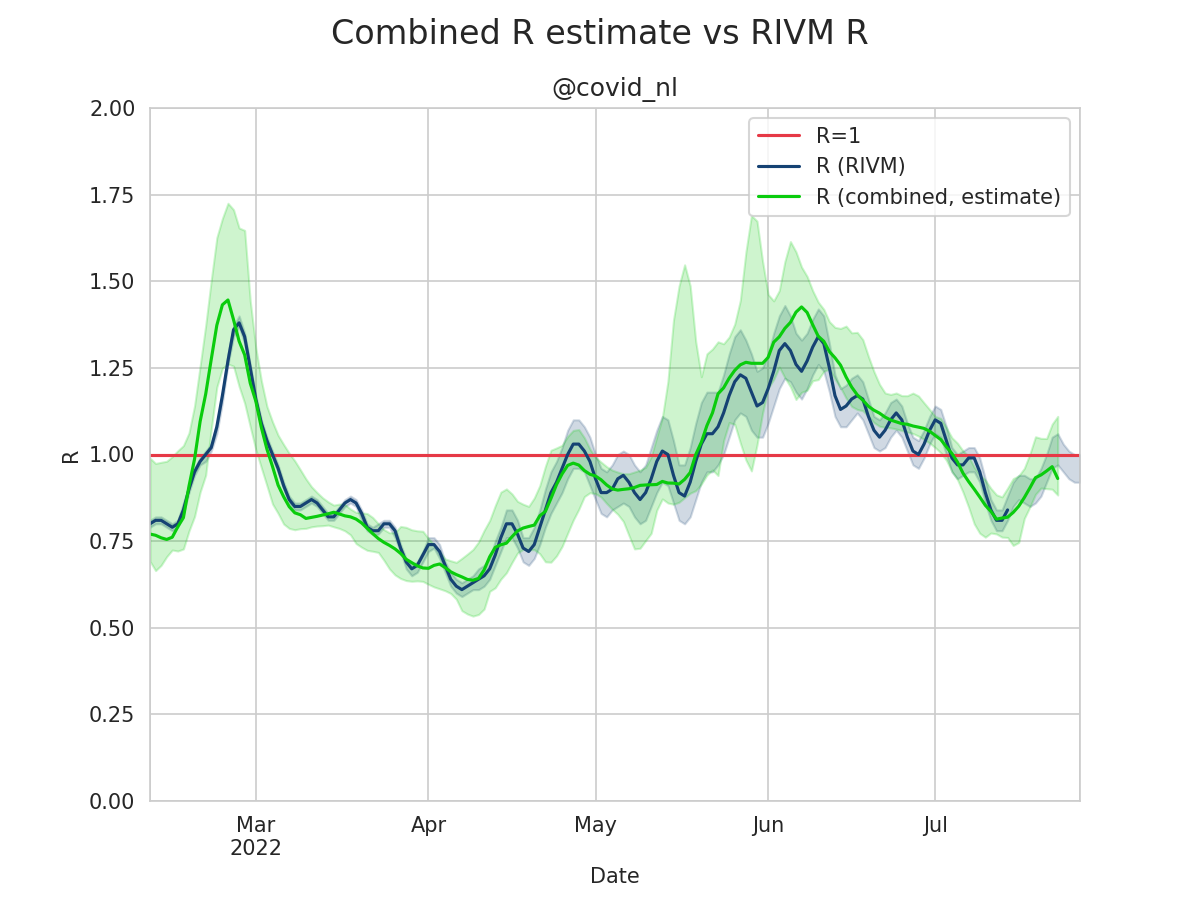 Combined R estimate vs RIVM R
@covid_nl
R=1
R (RIVM)
R (combined, estimate)
2.00
1.75
1.50
1.25
1.00
0.75
0.50
0.25
0.00
R
Mar
2022
Apr
May
Jun
Jul
Date